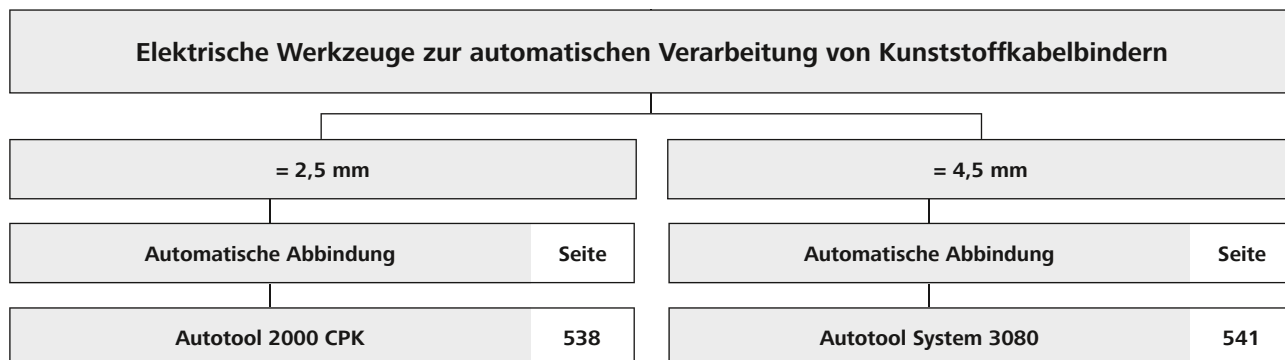 Elektrische Werkzeuge zur automatischen Verarbeitung von Kunststoffkabelbindern
= 2,5 mm
= 4,5 mm
Automatische Abbindung Seite
Automatische Abbindung Seite
Autotool 2000 CPK 538
Autotool System 3080 541